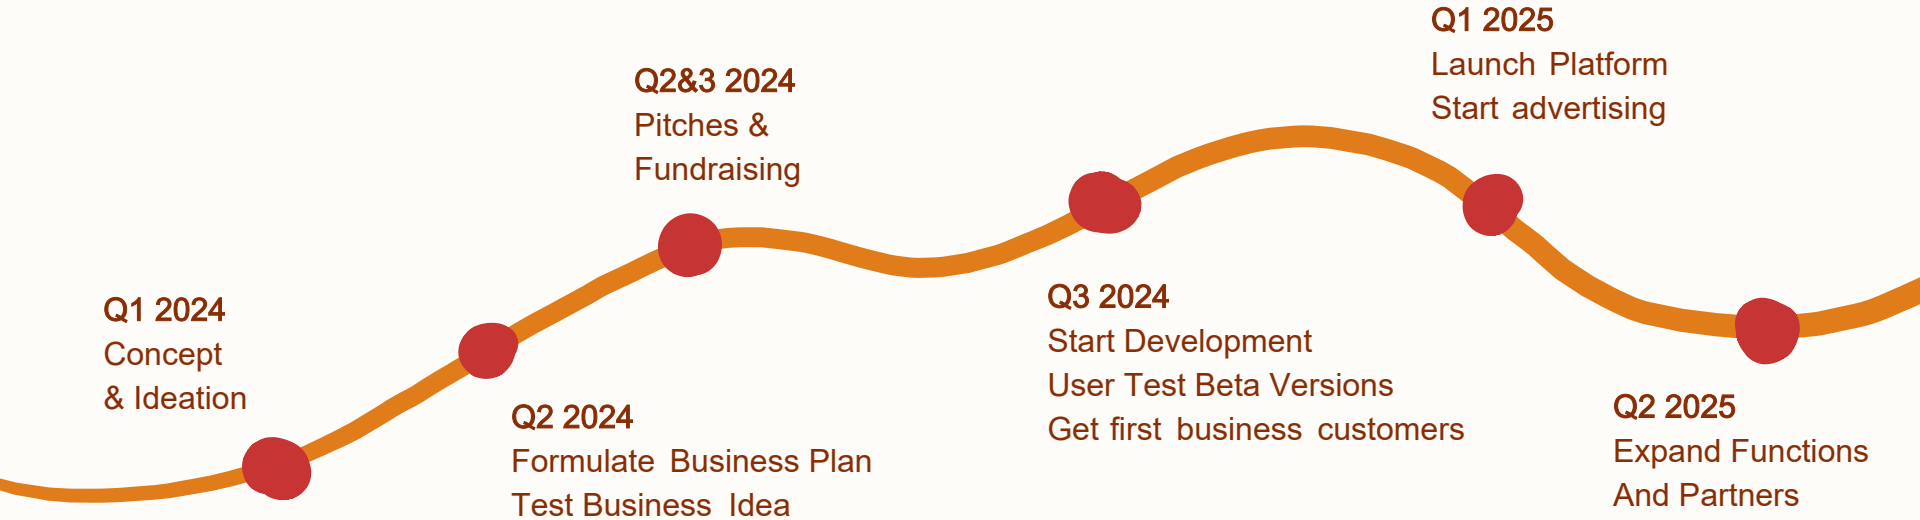 Q1 2024
Concept
& Ideation
Q2 2024
Formulate Business Plan
Test Business Idea
Q2&3 2024
Pitches &
Fundraising
Q3 2024
Start Development
User Test Beta Versions
Get first business customers
Q1 2025
Launch Platform
Start advertising
Q2 2025
Expand Functions
And Partners